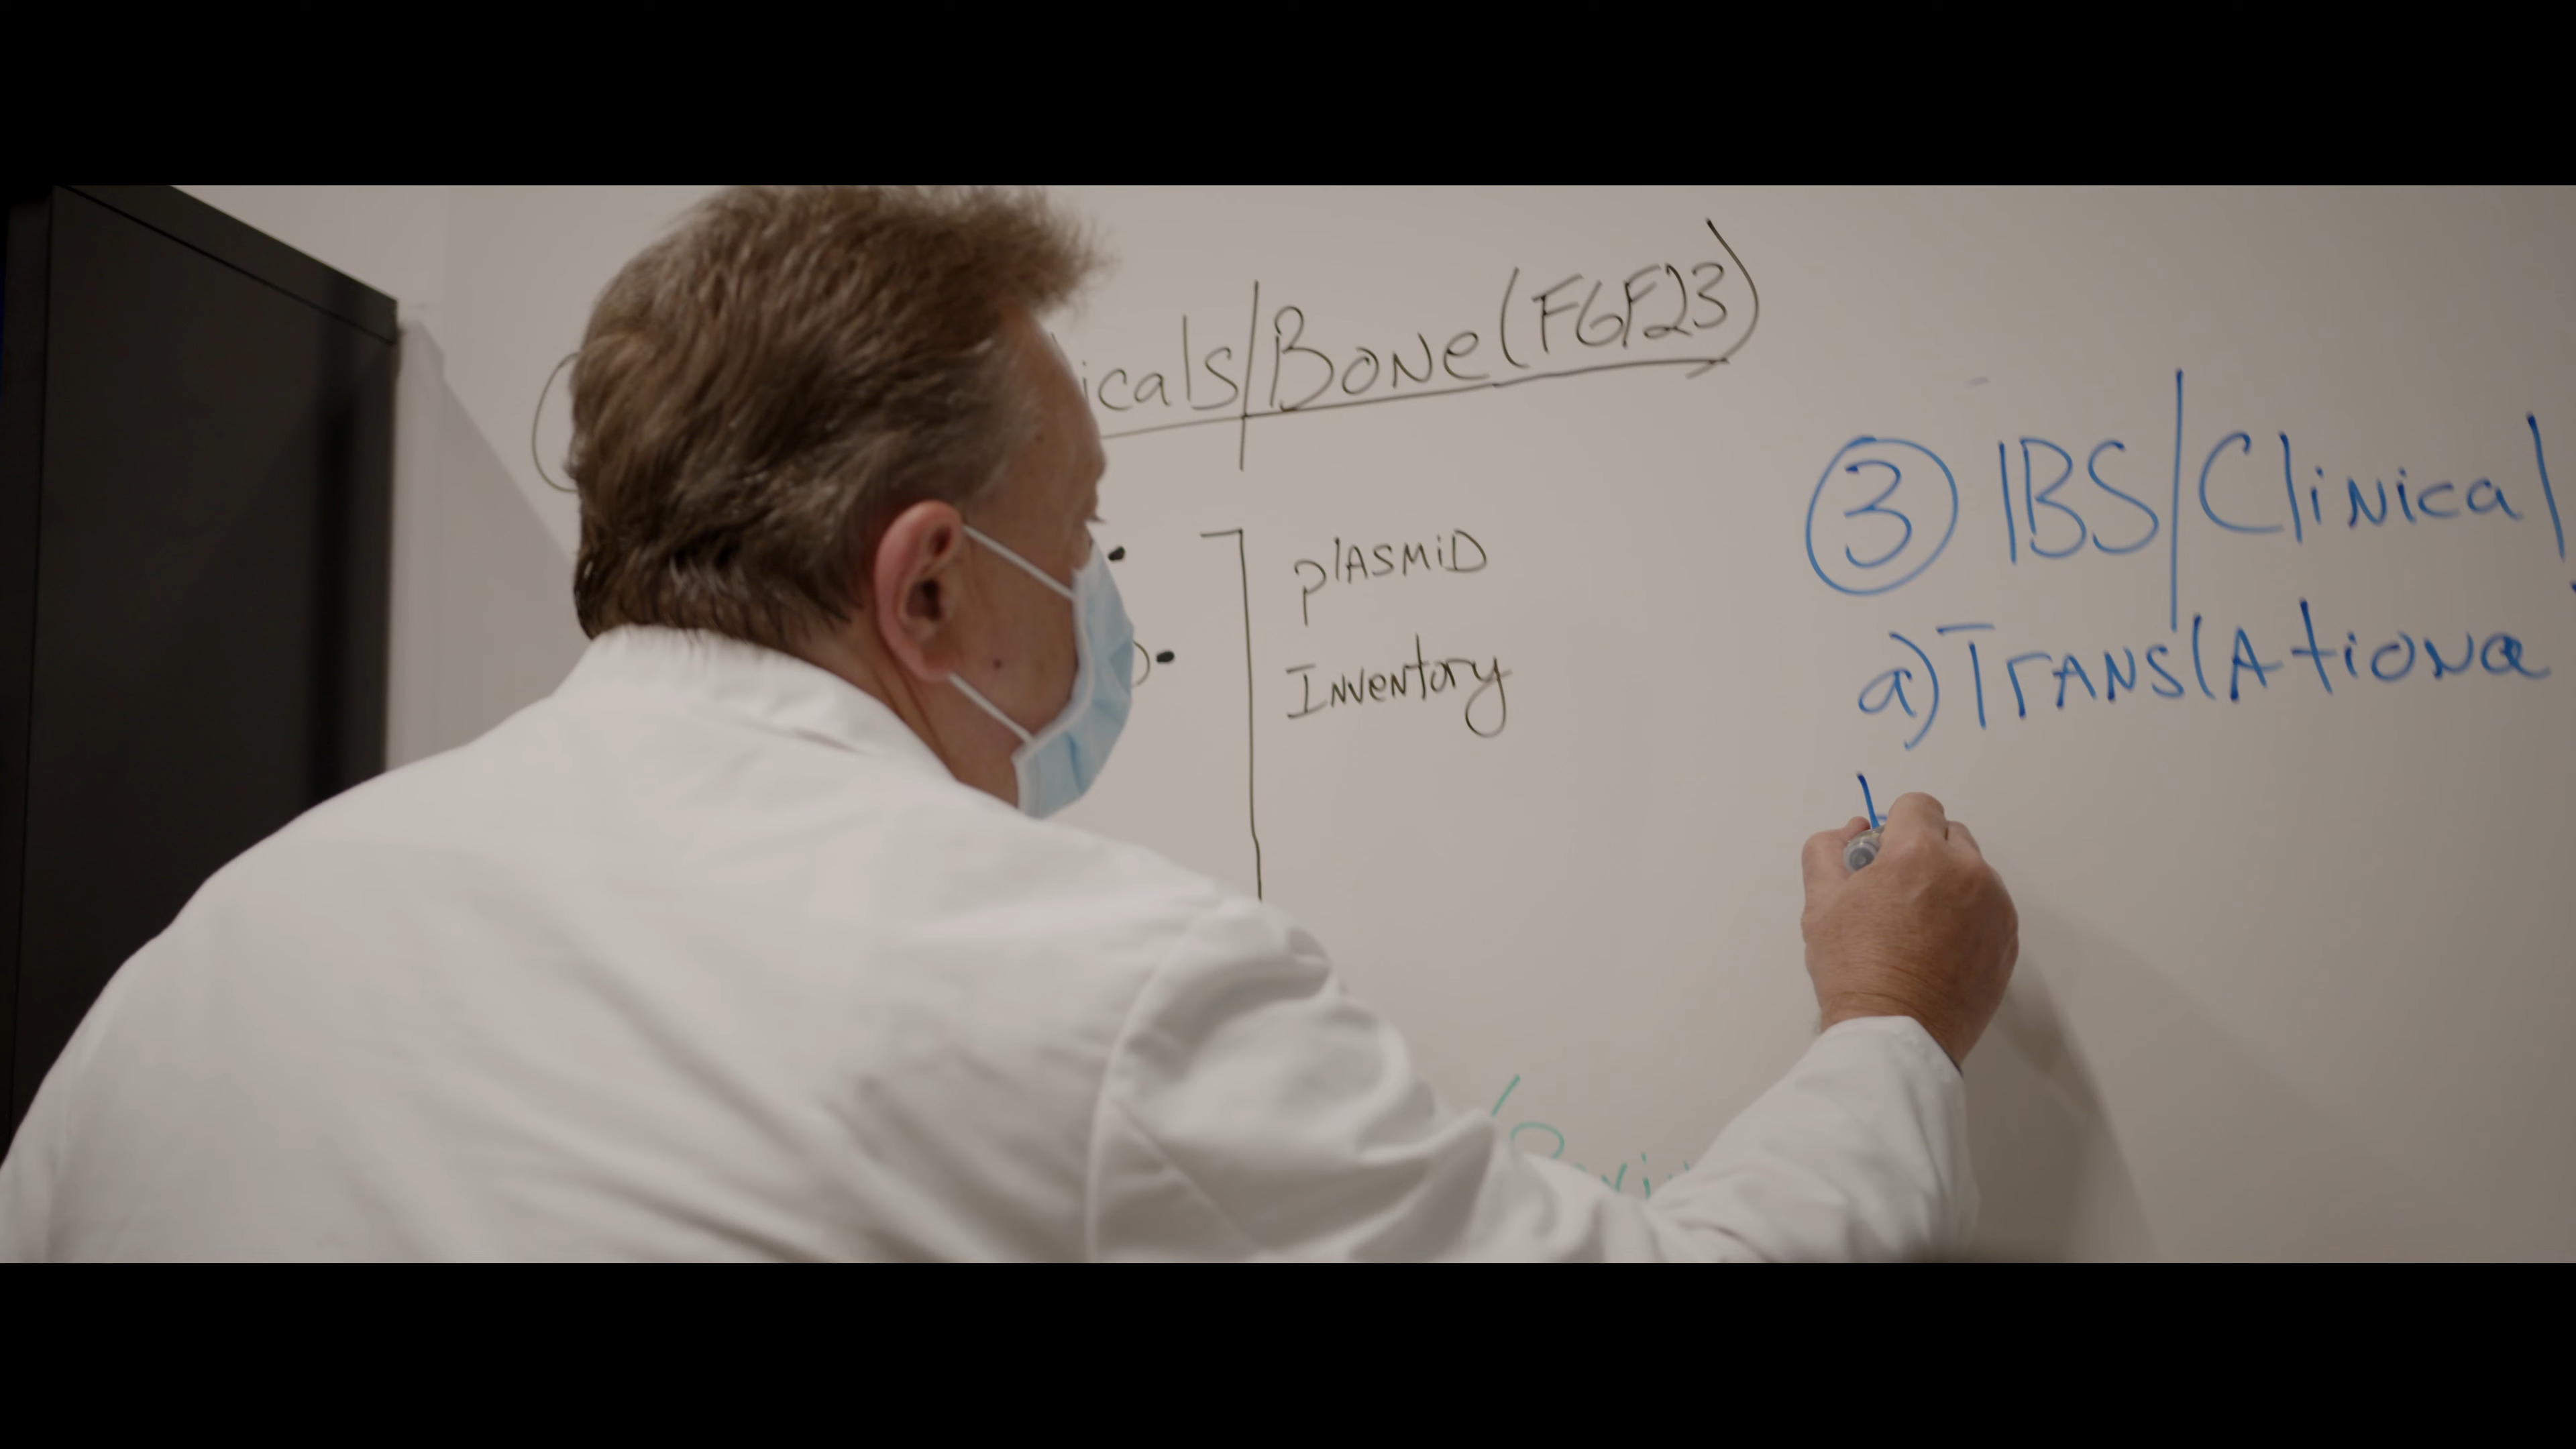 icals/Bone(FGF23)
plasmid
Inventory
③ IBS/Clinical
a) Translationa